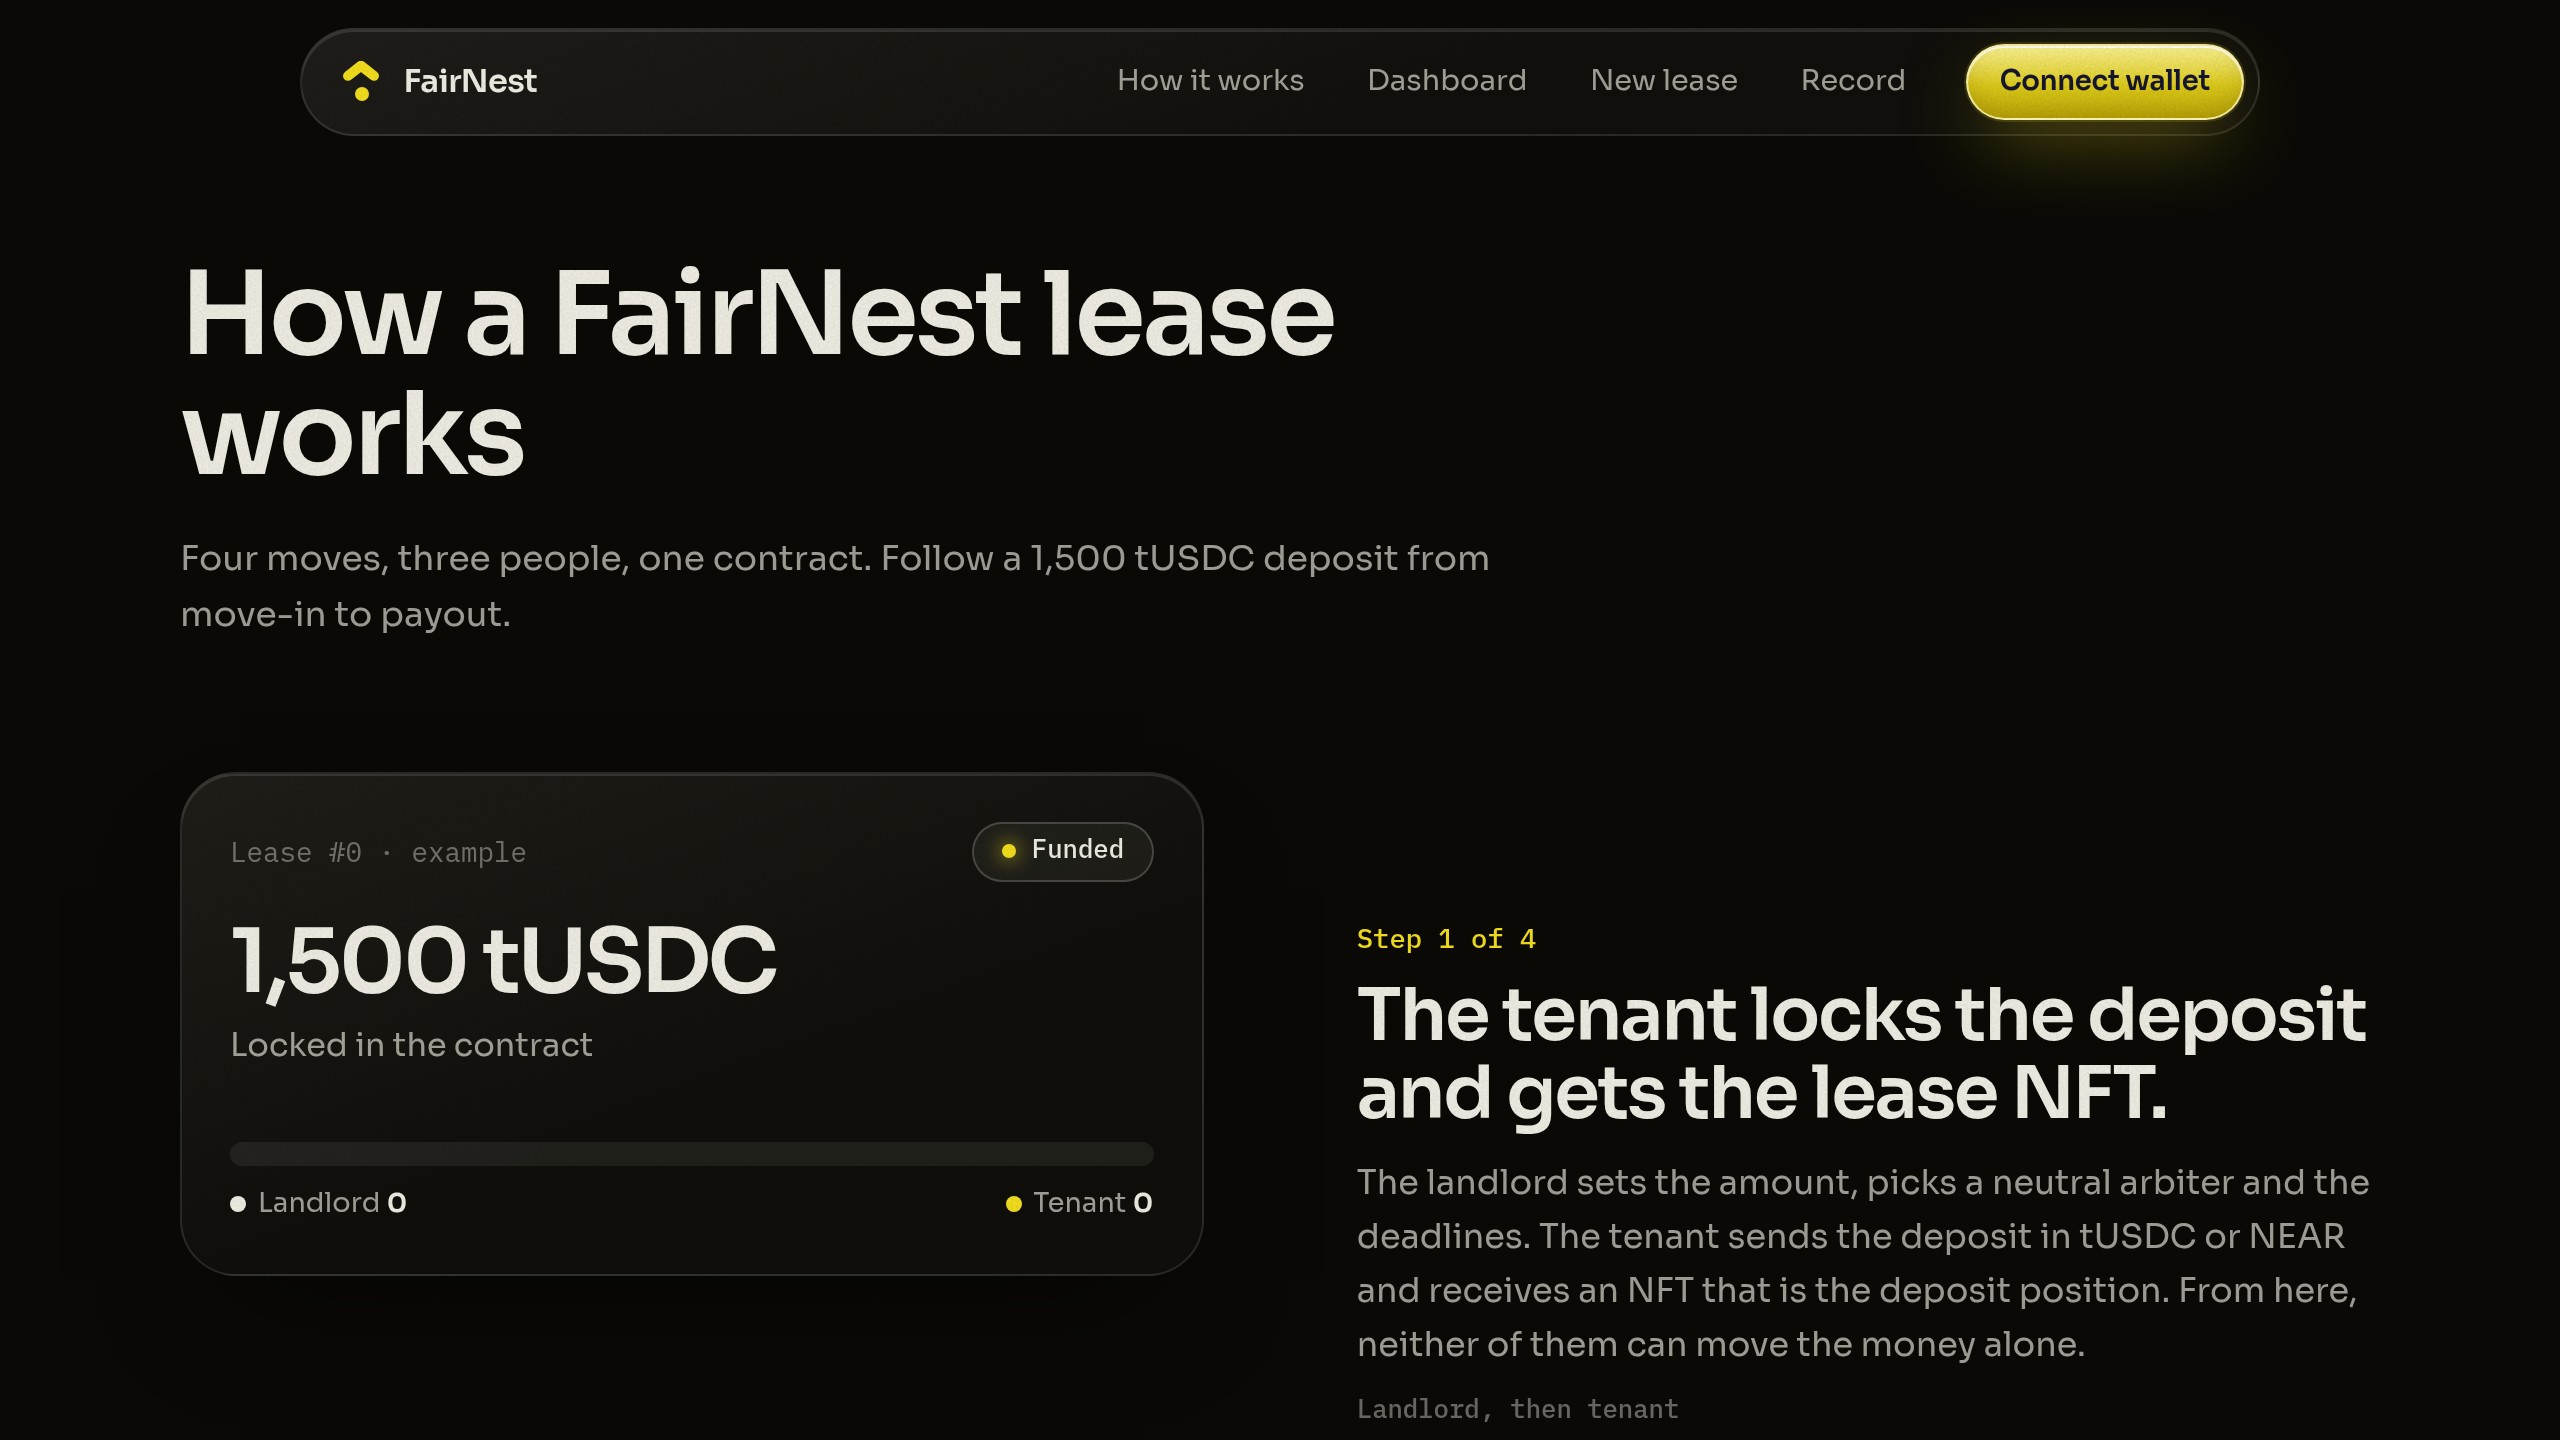 FairNest
How it works
Dashboard
New lease
Record
Connect wallet
How a FairNest lease
works
Four moves, three people, one contract. Follow a 1,500 tUSDC deposit from
move-in to payout.
Lease #0 · example
Funded
1,500 tUSDC
Locked in the contract
Landlord 0
Tenant 0
Step 1 of 4
The tenant locks the deposit
and gets the lease NFT.
The landlord sets the amount, picks a neutral arbiter and the
deadlines. The tenant sends the deposit in tUSDC or NEAR
and receives an NFT that is the deposit position. From here,
neither of them can move the money alone.
Landlord, then tenant